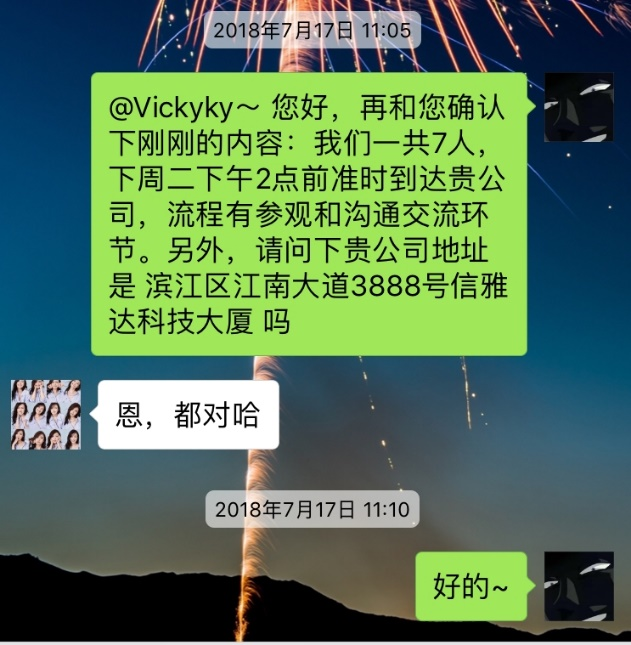 2018年7月17日 11:05
@Vickyky～ 您好，再和您确认
下刚刚的内容：我们一共7人，
下周二下午2点前准时到达贵公
司，流程有参观和沟通交流环
节。另外，请问下贵公司地址
是 滨江区江南大道3888号信雅
达科技大厦 吗
恩，都对哈
2018年7月17日 11:10
好的~